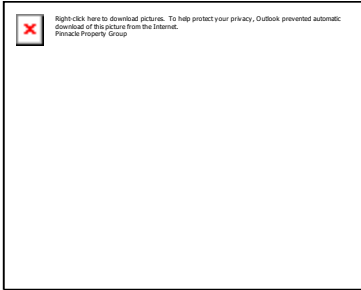 Right-click here to download pictures. To help protect your privacy, Outlook prevented automatic
download of this picture from the Internet.
Pinnacle Property Group